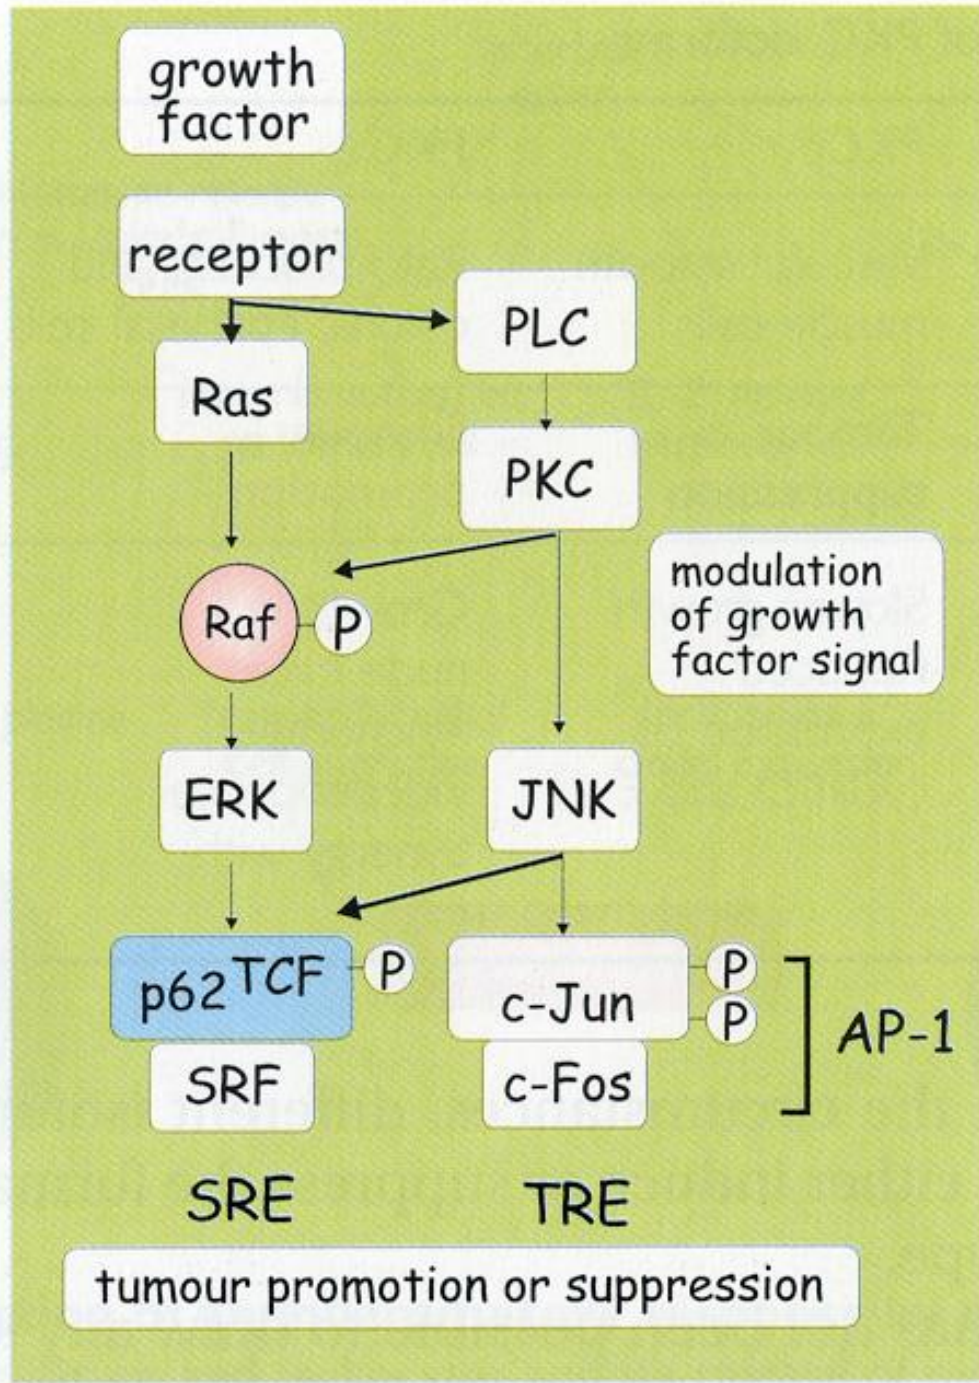 growth
factor
receptor
PLC
Ras
PKC
modulation
of growth
factor signal
Raf
P
ERK
JNK
p62TCF
P
c-Jun
P
P
AP-1
SRF
c-Fos
SRE
TRE
tumour promotion or suppression